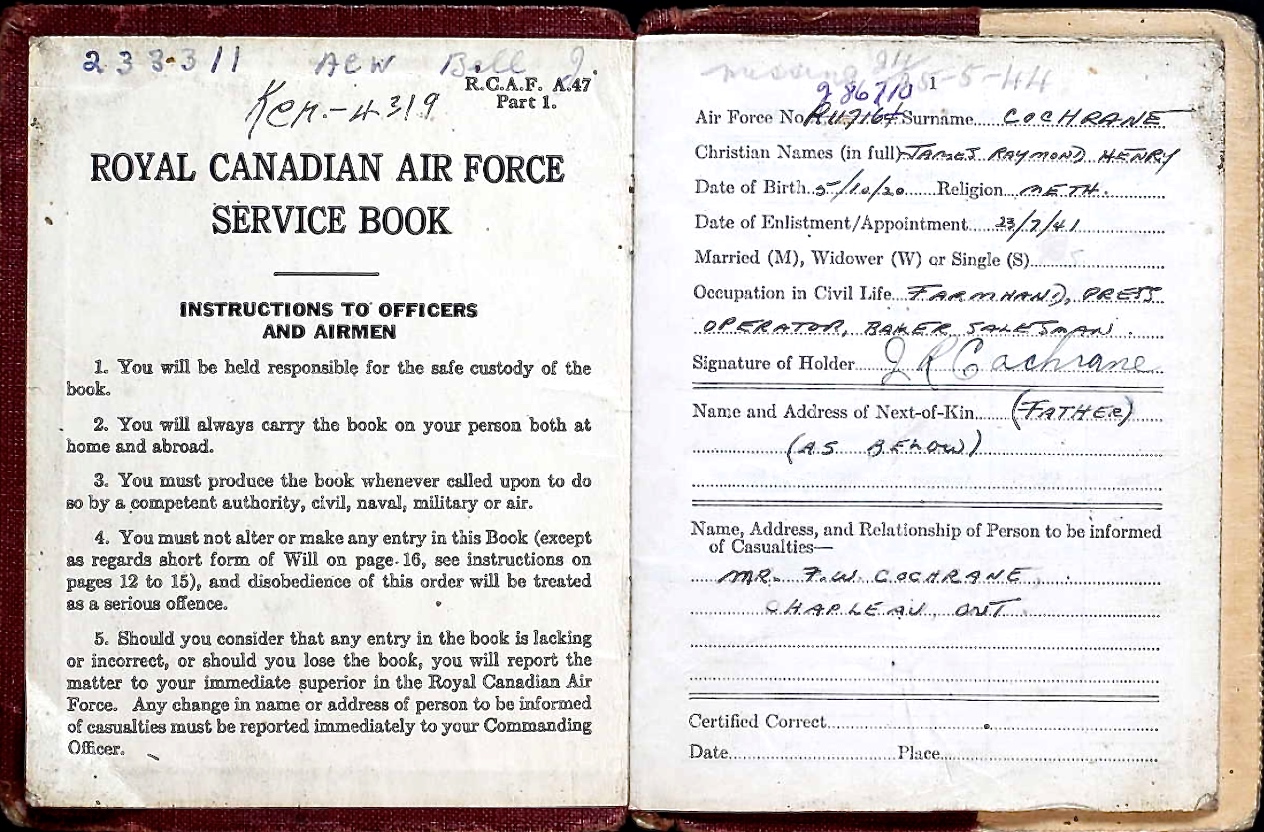 233311 ACW Bell J.
R.C.A.F. A.47
Part 1.
4319
ROYAL CANADIAN AIR FORCE
SERVICE BOOK
INSTRUCTIONS TO OFFICERS
AND AIRMEN
1. You will be held responsible for the safe custody of the
book.
2. You will always carry the book on your person both at
home and abroad.
3. You must produce the book whenever called upon to do
so by a competent authority, civil, naval, military or air.
4. You must not alter or make any entry in this Book (except
as regards short form of Will on page 16, see instructions on
pages 12 to 15), and disobedience of this order will be treated
as a serious offence.
5. Should you consider that any entry in the book is lacking
or incorrect, or should you lose the book, you will report the
matter to your immediate superior in the Royal Canadian Air
Force. Any change in name or address of person to be informed
of casualties must be reported immediately to your Commanding
Officer.
missing 24/25-5-44
1
Air Force No. Surname COCHRANE
Christian Names (in full) JAMES RAYMOND HENRY
Date of Birth 5/10/20 Religion METH.
Date of Enlistment/Appointment 23/7/41
Married (M), Widower (W) or Single (S)
Occupation in Civil Life FARMHAND, PRESS
OPERATOR, BAKER SALESMAN.
Signature of Holder J R Cochrane
Name and Address of Next-of-Kin (FATHER)
(AS BELOW)
Name, Address, and Relationship of Person to be informed
of Casualties—
MR. F.W. COCHRANE
CHAPLEAU, ONT.
Certified Correct
Date Place